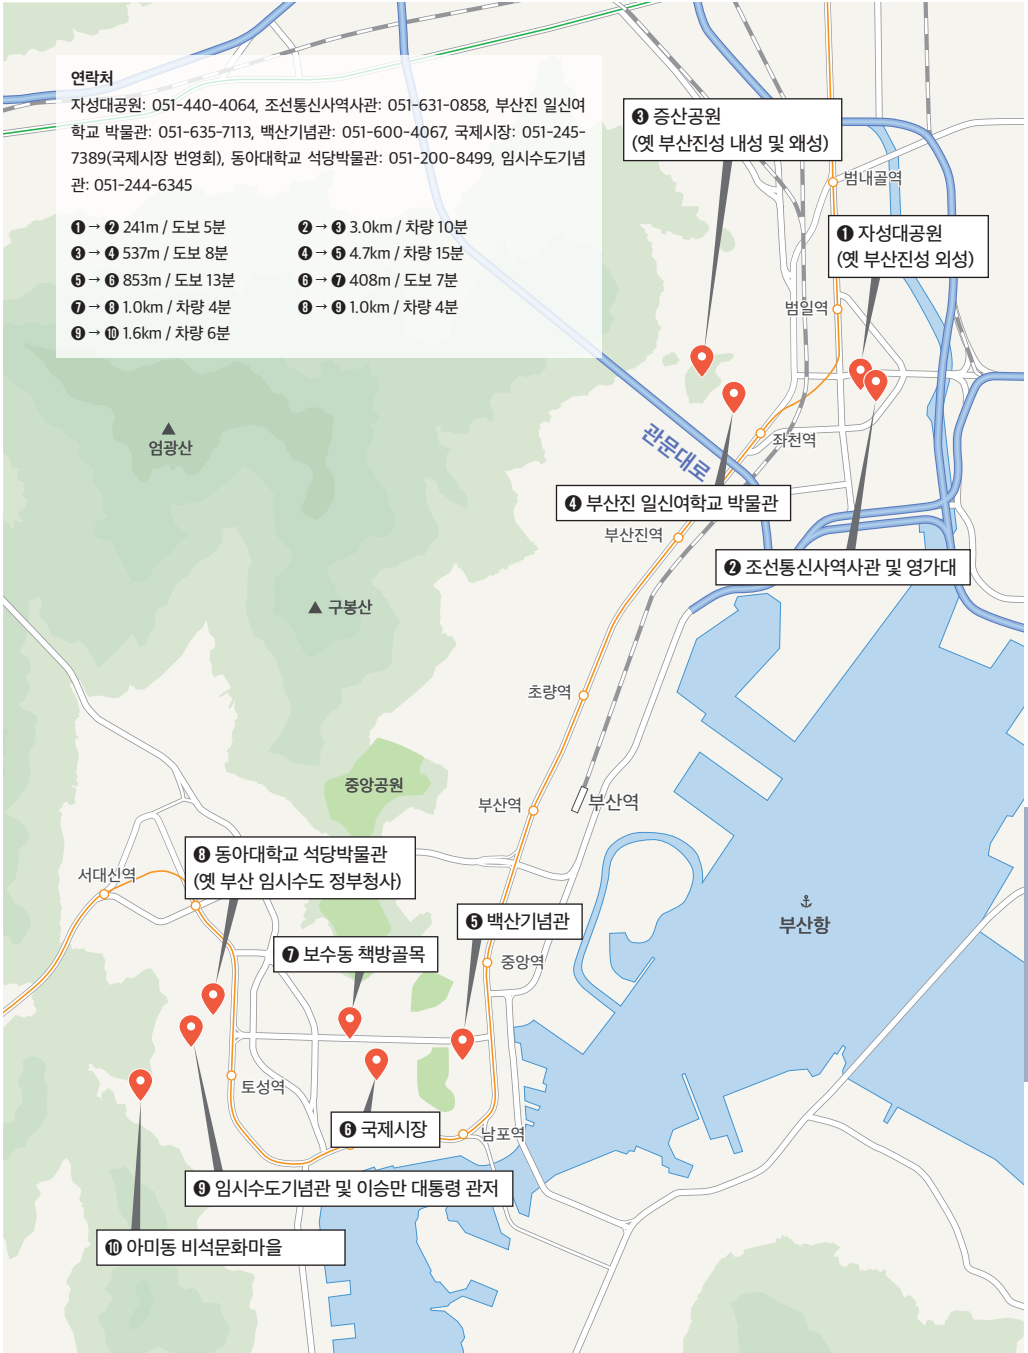 연락처
자성대공원: 051-440-4064, 조선통신사역사관: 051-631-0858, 부산진 일신여
학교 박물관: 051-635-7113, 백산기념관: 051-600-4067, 국제시장: 051-245-
7389(국제시장 번영회), 동아대학교 석당박물관: 051-200-8499, 임시수도기념
관: 051-244-6345
❶ → ❷ 241m / 도보 5분
❷ → ❸ 3.0km / 차량 10분
❸ → ❹ 537m / 도보 8분
❹ → ❺ 4.7km / 차량 15분
❺ → ❻ 853m / 도보 13분
❻ → ❼ 408m / 도보 7분
❼ → ❽ 1.0km / 차량 4분
❽ → ❾ 1.0km / 차량 4분
❾ → ❿ 1.6km / 차량 6분
❸ 증산공원
(옛 부산진성 내성 및 왜성)
범내골역
❶ 자성대공원
(옛 부산진성 외성)
범일역
엄광산
관문대로
좌천역
❹ 부산진 일신여학교 박물관
부산진역
❷ 조선통신사역사관 및 영가대
구봉산
초량역
중앙공원
부산역
부산역
❽ 동아대학교 석당박물관
(옛 부산 임시수도 정부청사)
서대신역
❺ 백산기념관
부산항
❼ 보수동 책방골목
중앙역
토성역
❻ 국제시장
남포역
❾ 임시수도기념관 및 이승만 대통령 관저
❿ 아미동 비석문화마을